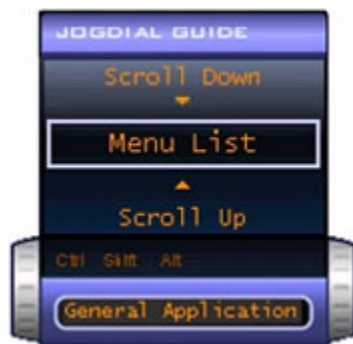 JOGDIAL GUIDE
Scroll Down
Menu List
Scroll Up
Ctrl Shift Alt
General Application